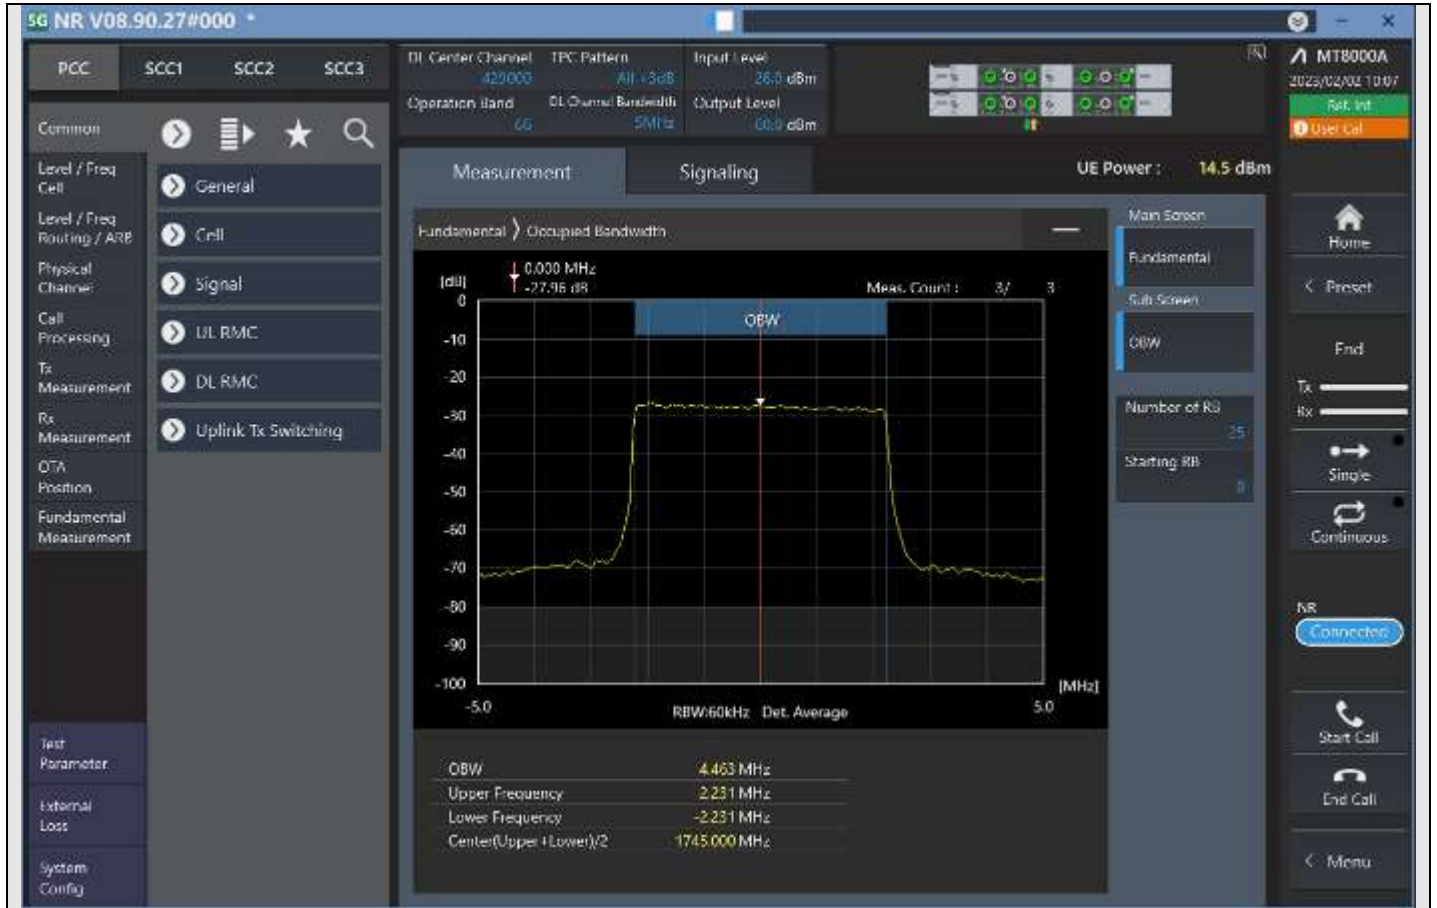 5G NR V08.90.27#000 *
PCC SCC1 SCC2 SCC3
DL Center Channel
429000
TPC Pattern
All +3dB
Input Level
26.0 dBm
Operation Band
66
DL Channel Bandwidth
5MHz
Output Level
-60.0 dBm
MT8000A
2023/02/02 10:07
Ref. Int
User Cal
Common
Level / Freq
Cell
Level / Freq
Routing / ARB
Physical
Channel
Call
Processing
Tx
Measurement
Rx
Measurement
OTA
Position
Fundamental
Measurement
Test
Parameter
External
Loss
System
Config
General
Cell
Signal
UL RMC
DL RMC
Uplink Tx Switching
Measurement Signaling
UE Power : 14.5 dBm
Fundamental Occupied Bandwidth
[dB]
0.000 MHz
-27.96 dB
Meas. Count : 3/ 3
OBW
0
-10
-20
-30
-40
-50
-60
-70
-80
-90
-100
-5.0 5.0
[MHz]
RBW:60kHz Det. Average
OBW 4.463 MHz
Upper Frequency 2.231 MHz
Lower Frequency -2.231 MHz
Center(Upper+Lower)/2 1745.000 MHz
Main Screen
Fundamental
Sub Screen
OBW
Number of RB
25
Starting RB
0
Home
Preset
End
Tx
Rx
Single
Continuous
NR
Connected
Start Call
End Call
Menu